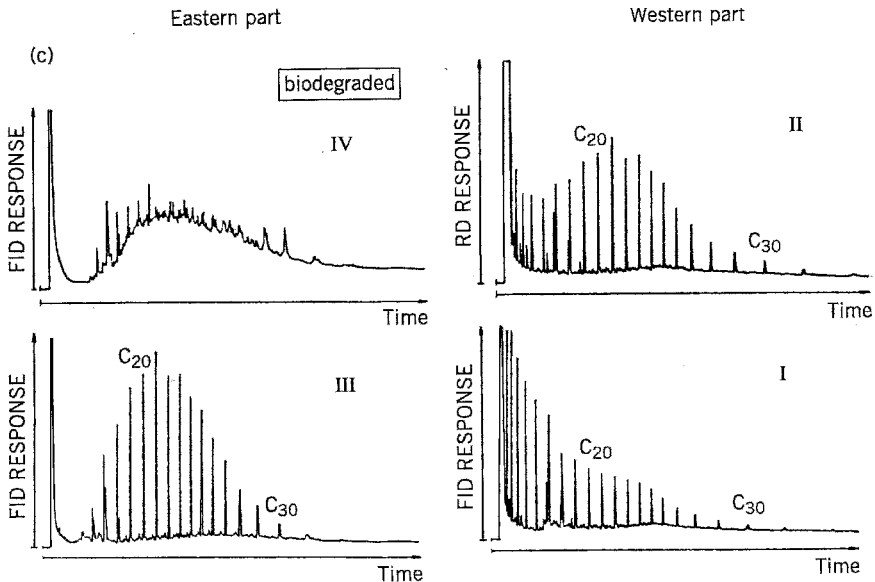 Eastern part
Western part
(c)
biodegraded
IV
FID RESPONSE
Time
C20
II
C30
RD RESPONSE
Time
C20
III
C30
FID RESPONSE
Time
I
C20
C30
FID RESPONSE
Time